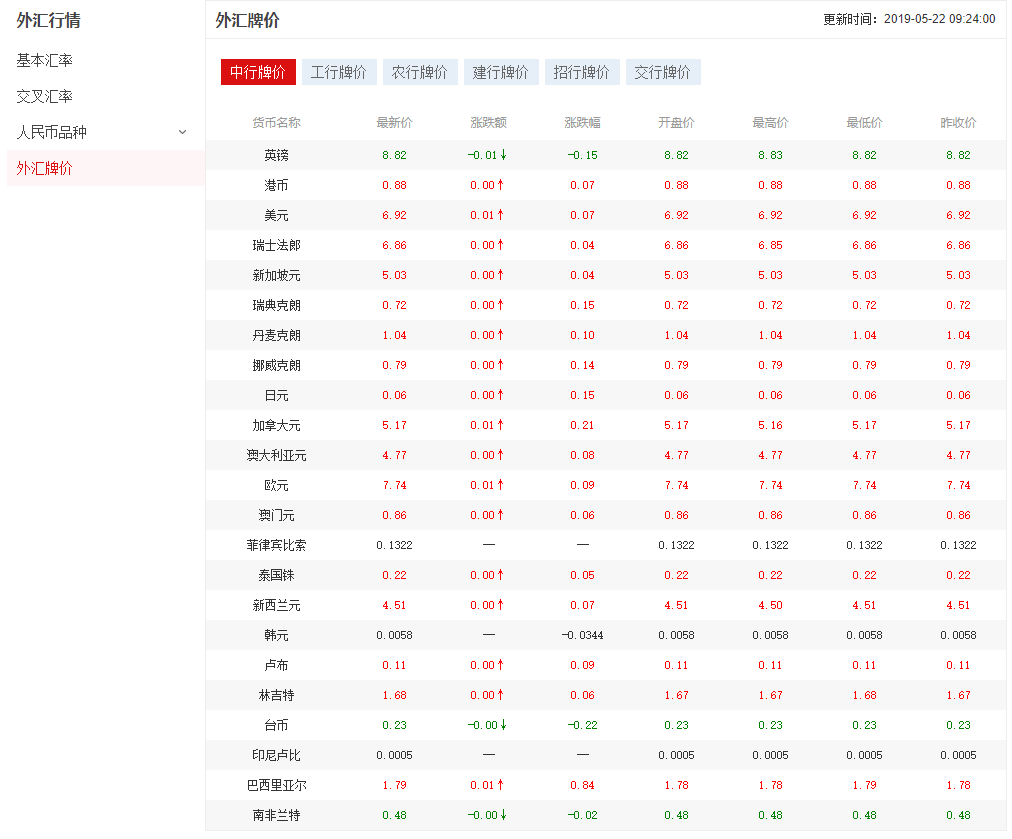 外汇行情
基本汇率
交叉汇率
人民币品种
外汇牌价
外汇牌价 更新时间：2019-05-22 09:24:00
中行牌价 工行牌价 农行牌价 建行牌价 招行牌价 交行牌价
货币名称 最新价 涨跌额 涨跌幅 开盘价 最高价 最低价 昨收价
英镑 8.82 -0.01↓ -0.15 8.82 8.83 8.82 8.82
港币 0.88 0.00↑ 0.07 0.88 0.88 0.88 0.88
美元 6.92 0.01↑ 0.07 6.92 6.92 6.92 6.92
瑞士法郎 6.86 0.00↑ 0.04 6.86 6.85 6.86 6.86
新加坡元 5.03 0.00↑ 0.04 5.03 5.03 5.03 5.03
瑞典克朗 0.72 0.00↑ 0.15 0.72 0.72 0.72 0.72
丹麦克朗 1.04 0.00↑ 0.10 1.04 1.04 1.04 1.04
挪威克朗 0.79 0.00↑ 0.14 0.79 0.79 0.79 0.79
日元 0.06 0.00↑ 0.15 0.06 0.06 0.06 0.06
加拿大元 5.17 0.01↑ 0.21 5.17 5.16 5.17 5.17
澳大利亚元 4.77 0.00↑ 0.08 4.77 4.77 4.77 4.77
欧元 7.74 0.01↑ 0.09 7.74 7.74 7.74 7.74
澳门元 0.86 0.00↑ 0.06 0.86 0.86 0.86 0.86
菲律宾比索 0.1322 — — 0.1322 0.1322 0.1322 0.1322
泰国铢 0.22 0.00↑ 0.05 0.22 0.22 0.22 0.22
新西兰元 4.51 0.00↑ 0.07 4.51 4.50 4.51 4.51
韩元 0.0058 — -0.0344 0.0058 0.0058 0.0058 0.0058
卢布 0.11 0.00↑ 0.09 0.11 0.11 0.11 0.11
林吉特 1.68 0.00↑ 0.06 1.67 1.67 1.68 1.67
台币 0.23 -0.00↓ -0.22 0.23 0.23 0.23 0.23
印尼卢比 0.0005 — — 0.0005 0.0005 0.0005 0.0005
巴西里亚尔 1.79 0.01↑ 0.84 1.78 1.78 1.79 1.78
南非兰特 0.48 -0.00↓ -0.02 0.48 0.48 0.48 0.48